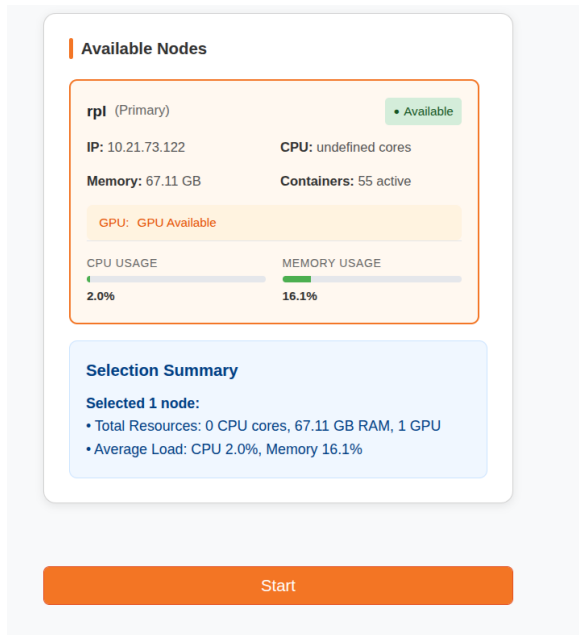 Available Nodes
rpl (Primary)
• Available
IP: 10.21.73.122
CPU: undefined cores
Memory: 67.11 GB
Containers: 55 active
GPU: GPU Available
CPU USAGE
MEMORY USAGE
2.0%
16.1%
Selection Summary
Selected 1 node:
• Total Resources: 0 CPU cores, 67.11 GB RAM, 1 GPU
• Average Load: CPU 2.0%, Memory 16.1%
Start